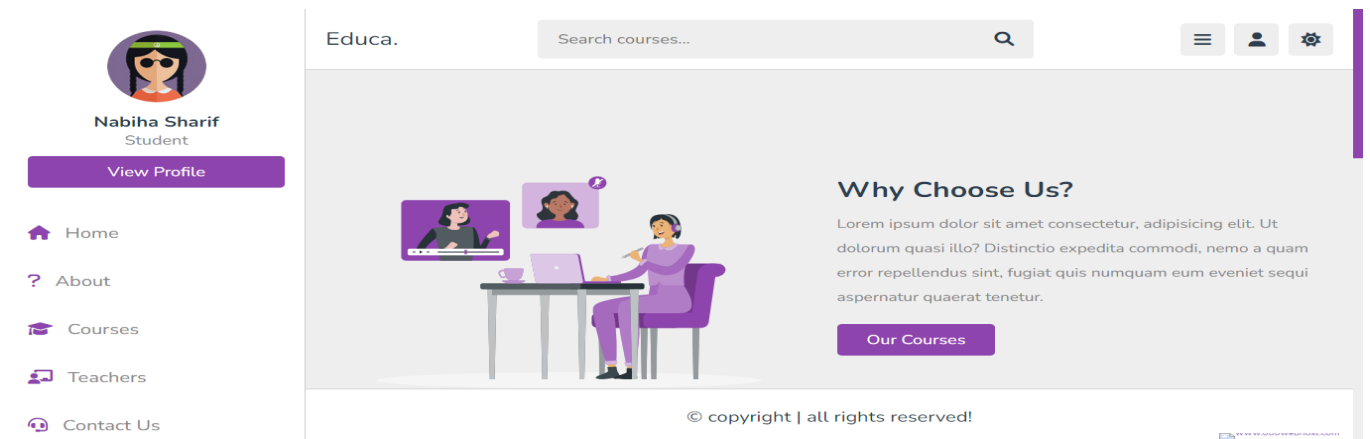 Nabiha Sharif
Student
View Profile
Home
? About
Courses
Teachers
Contact Us
Educa.
Search courses...
Why Choose Us?
Lorem ipsum dolor sit amet consectetur, adipisicing elit. Ut
dolorum quasi illo? Distinctio expedita commodi, nemo a quam
error repellendus sint, fugiat quis numquam eum eveniet sequi
aspernatur quaerat tenetur.
Our Courses
© copyright | all rights reserved!